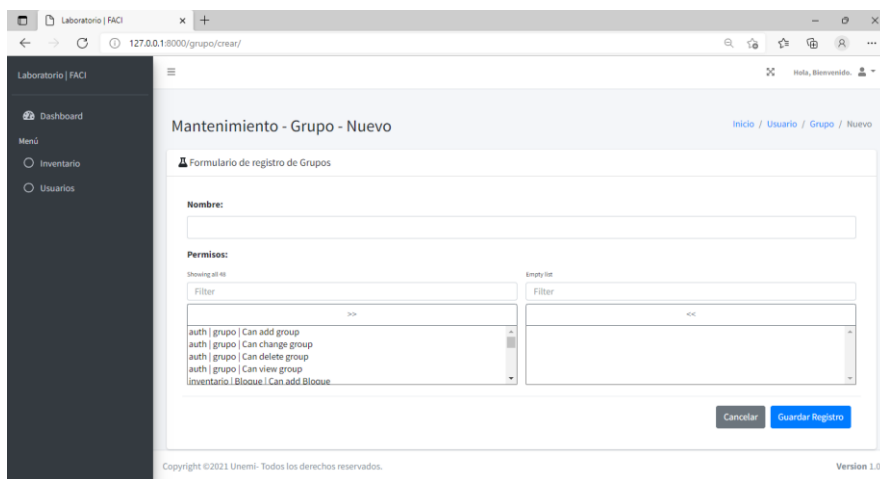 Laboratorio | FACI
127.0.0.1:8000/grupo/crear/
Laboratorio | FACI
Hola, Bienvenido.
Dashboard
Menú
Inventario
Usuarios
Mantenimiento - Grupo - Nuevo
Inicio / Usuario / Grupo / Nuevo
Formulario de registro de Grupos
Nombre:
Permisos:
Showing all 48
Empty list
Filter
Filter
>>
<<
auth | grupo | Can add group
auth | grupo | Can change group
auth | grupo | Can delete group
auth | grupo | Can view group
inventario | Bloque | Can add Bloque
Cancelar
Guardar Registro
Copyright ©2021 Unemi- Todos los derechos reservados.
Version 1.0